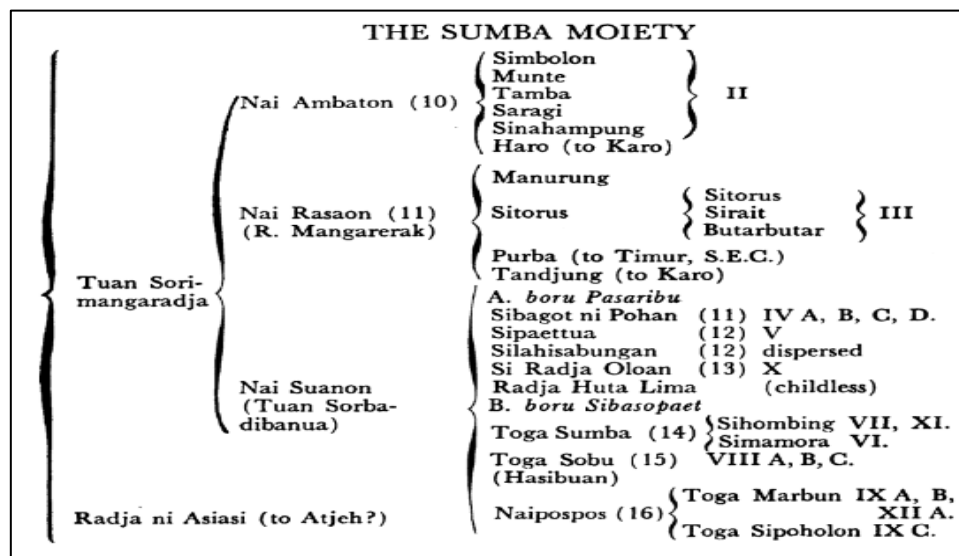 THE SUMBA MOIETY
Simbolon
Munte
Nai Ambaton (10) Tamba II
Saragi
Sinahampung
Haro (to Karo)
Manurung
Sitorus
Nai Rasaon (11) Sitorus Sirait III
(R. Mangarerak) Butarbutar
Purba (to Timur, S.E.C.)
Tandjung (to Karo)
Tuan Sori-
mangaradja
A. boru Pasaribu
Sibagot ni Pohan (11) IV A, B, C, D.
Sipaettua (12) V
Silahisabungan (12) dispersed
Si Radja Oloan (13) X
Nai Suanon Radja Huta Lima (childless)
(Tuan Sorba-
dibanua)
B. boru Sibasopaet
Toga Sumba (14) Sihombing VII, XI.
Simamora VI.
Toga Sobu (15) VIII A, B, C.
(Hasibuan)
Naipospos (16) Toga Marbun IX A, B,
XII A.
Toga Sipoholon IX C.
Radja ni Asiasi (to Atjeh?)